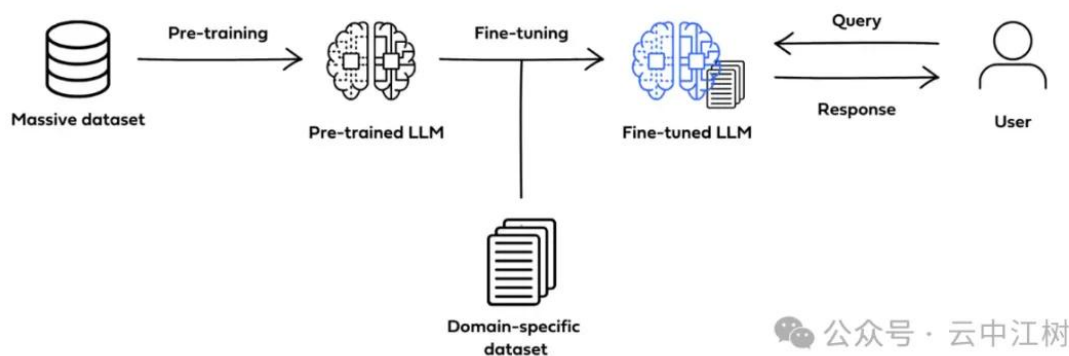 Pre-training
Fine-tuning
Query
Massive dataset
Pre-trained LLM
Fine-tuned LLM
Response
User
Domain-specific
dataset
公众号 · 云中江树